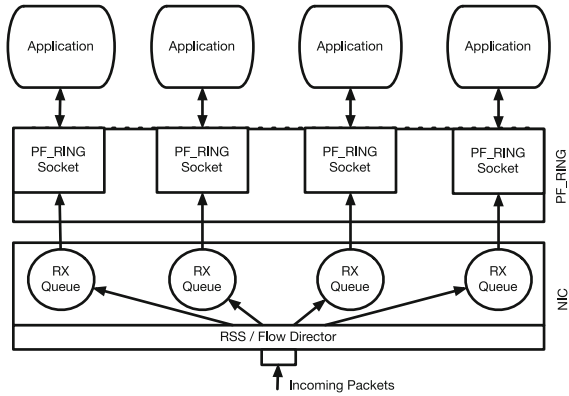 Application
Application
Application
Application
PF_RING
Socket
PF_RING
Socket
PF_RING
Socket
PF_RING
Socket
PF_RING
RX
Queue
RX
Queue
RX
Queue
RX
Queue
NIC
RSS / Flow Director
Incoming Packets